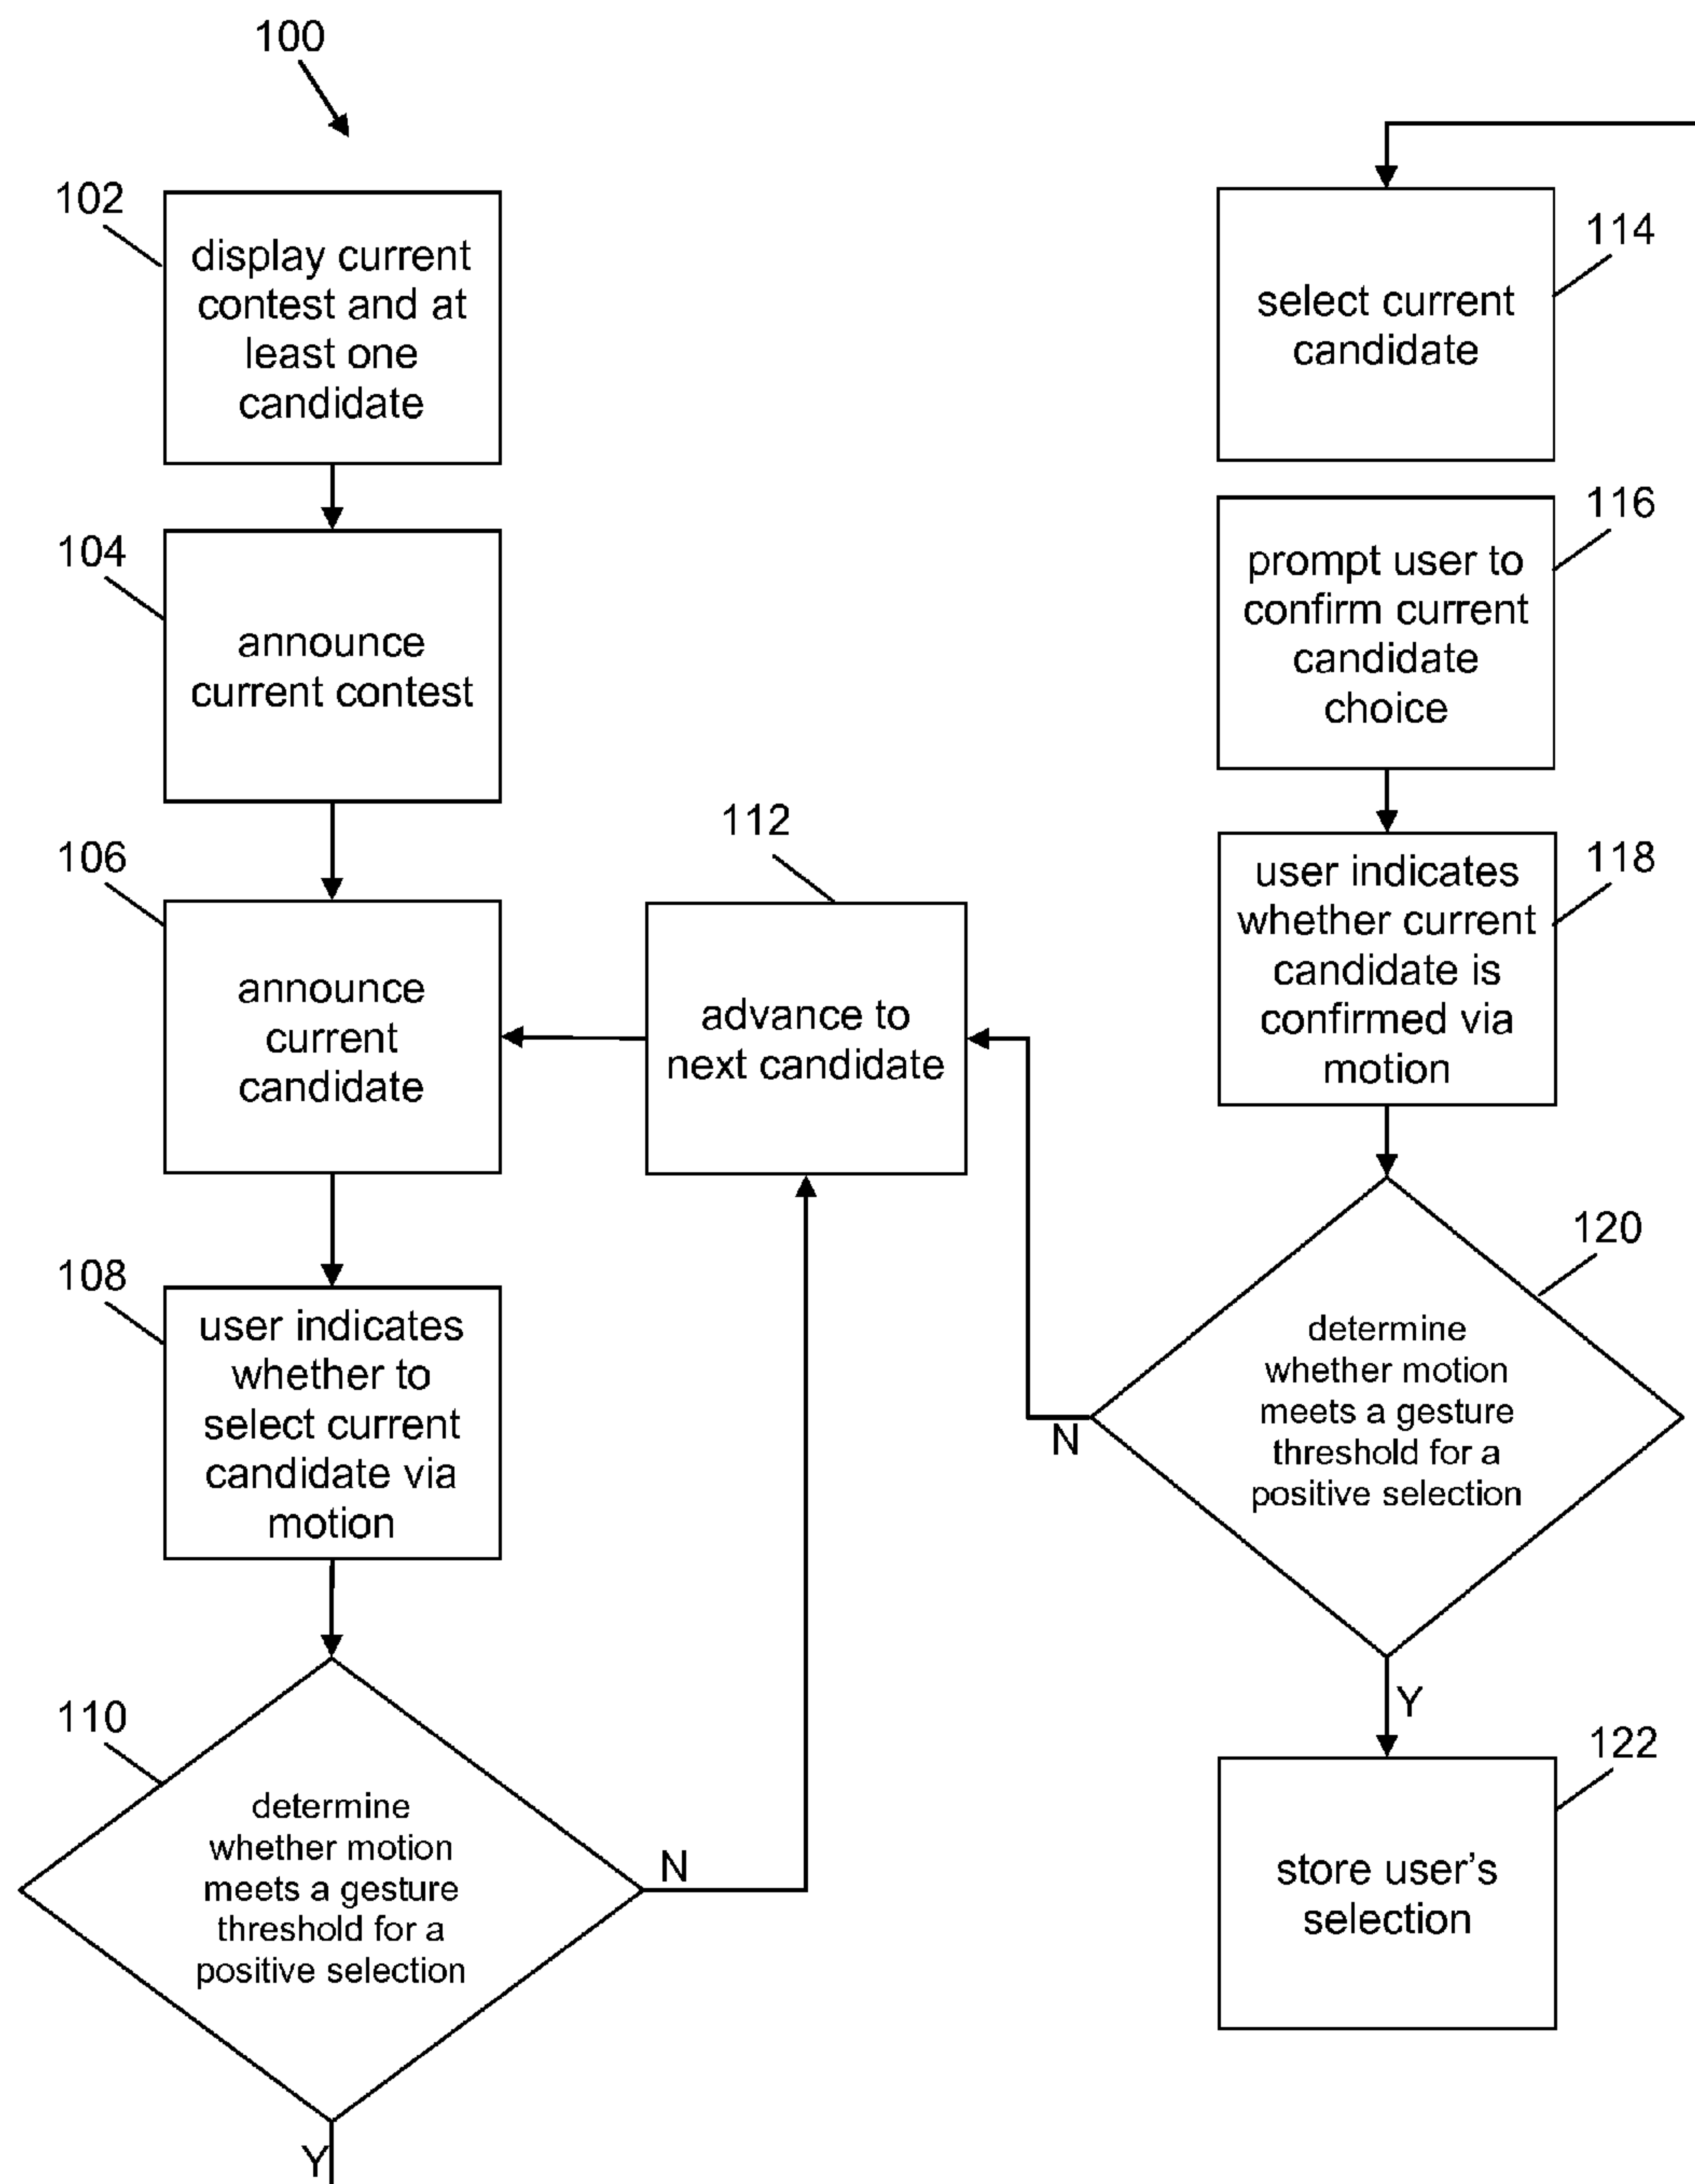 100
102
display current
contest and at
least one
candidate
104
announce
current contest
106
announce
current
candidate
108
user indicates
whether to
select current
candidate via
motion
110
determine
whether motion
meets a gesture
threshold for a
positive selection
N
Y
112
advance to
next candidate
114
select current
candidate
116
prompt user to
confirm current
candidate
choice
118
user indicates
whether current
candidate is
confirmed via
motion
120
determine
whether motion
meets a gesture
threshold for a
positive selection
N
Y
122
store user's
selection